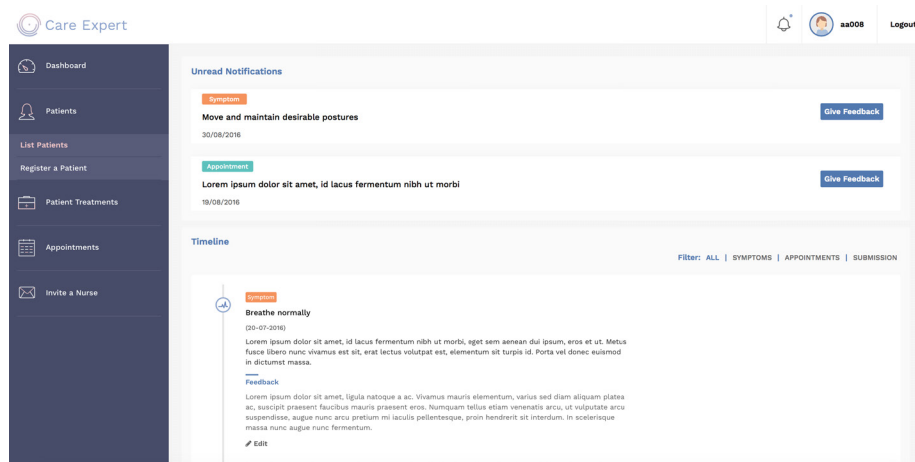 Care Expert
aa008
Logout
Dashboard
Patients
List Patients
Register a Patient
Patient Treatments
Appointments
Invite a Nurse
Unread Notifications
Symptom
Move and maintain desirable postures
30/08/2016
Give Feedback
Appointment
Lorem ipsum dolor sit amet, id lacus fermentum nibh ut morbi
19/08/2016
Give Feedback
Timeline
Filter: ALL | SYMPTOMS | APPOINTMENTS | SUBMISSION
Symptom
Breathe normally
(20-07-2016)
Lorem ipsum dolor sit amet, id lacus fermentum nibh ut morbi, eget sem aenean dui ipsum, eros et ut. Metus
fusce libero nunc vivamus est sit, erat lectus volutpat est, elementum sit turpis id. Porta vel donec euismod
in dictumst massa.
Feedback
Lorem ipsum dolor sit amet, ligula natoque a ac. Vivamus mauris elementum, varius sed diam aliquam platea
ac, suscipit praesent faucibus mauris praesent eros. Numquam tellus etiam venenatis arcu, ut vulputate arcu
suspendisse, augue nunc arcu pretium mi iaculis pellentesque, proin hendrerit sit interdum. In scelerisque
massa nunc augue nunc fermentum.
Edit